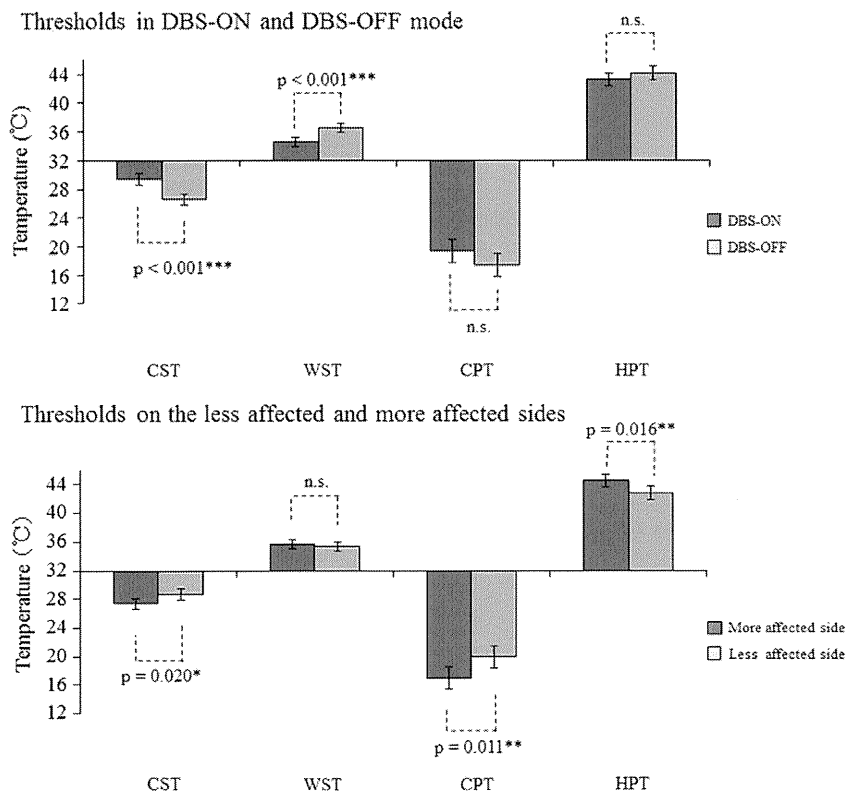 Thresholds in DBS-ON and DBS-OFF mode
Temperature (℃)
44
40
36
32
28
24
20
16
12
p < 0.001***
p < 0.001***
n.s.
n.s.
DBS-ON
DBS-OFF
CST
WST
CPT
HPT
Thresholds on the less affected and more affected sides
Temperature (℃)
44
40
36
32
28
24
20
16
12
p = 0.020*
n.s.
p = 0.011**
p = 0.016**
More affected side
Less affected side
CST
WST
CPT
HPT